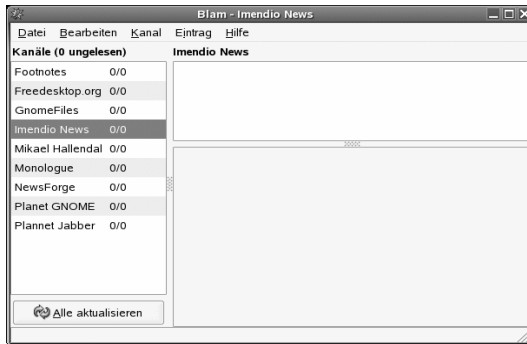 Blam - Imendio News
Datei Bearbeiten Kanal Eintrag Hilfe
Kanäle (0 ungelesen)
Imendio News
Footnotes 0/0
Freedesktop.org 0/0
GnomeFiles 0/0
Imendio News 0/0
Mikael Hallendal 0/0
Monologue 0/0
NewsForge 0/0
Planet GNOME 0/0
Plannet Jabber 0/0
Alle aktualisieren